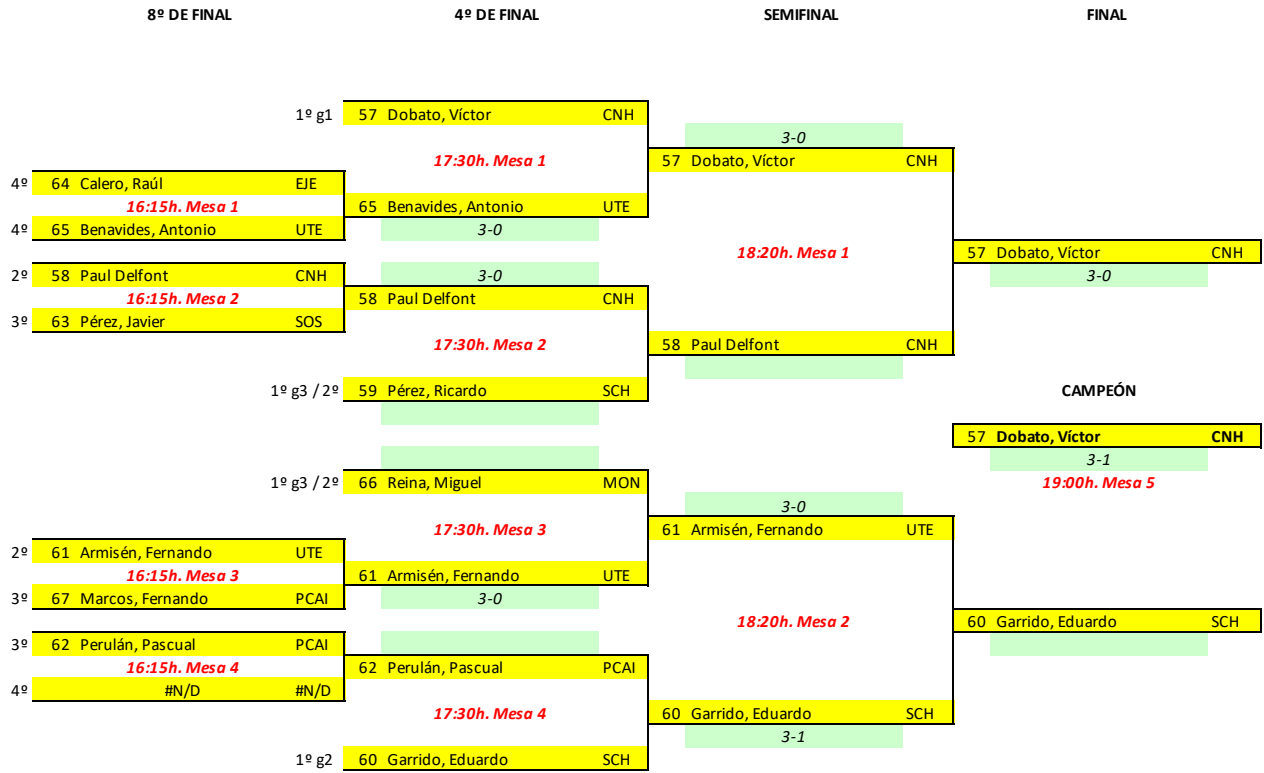 8º DE FINAL 4º DE FINAL SEMIFINAL FINAL
1º g1 57 Dobato, Víctor CNH
3-0
17:30h. Mesa 1 57 Dobato, Víctor CNH
4º 64 Calero, Raúl EJE
16:15h. Mesa 1 65 Benavides, Antonio UTE
4º 65 Benavides, Antonio UTE 3-0
18:20h. Mesa 1 57 Dobato, Víctor CNH
2º 58 Paul Delfont CNH 3-0 3-0
16:15h. Mesa 2 58 Paul Delfont CNH
3º 63 Pérez, Javier SOS
17:30h. Mesa 2 58 Paul Delfont CNH
1º g3 / 2º 59 Pérez, Ricardo SCH CAMPEÓN
57 Dobato, Víctor CNH
3-1
1º g3 / 2º 66 Reina, Miguel MON 19:00h. Mesa 5
3-0
17:30h. Mesa 3 61 Armisén, Fernando UTE
2º 61 Armisén, Fernando UTE
16:15h. Mesa 3 61 Armisén, Fernando UTE
3º 67 Marcos, Fernando PCAI 3-0
18:20h. Mesa 2 60 Garrido, Eduardo SCH
3º 62 Perulán, Pascual PCAI
16:15h. Mesa 4 62 Perulán, Pascual PCAI
4º #N/D #N/D
17:30h. Mesa 4 60 Garrido, Eduardo SCH
3-1
1º g2 60 Garrido, Eduardo SCH